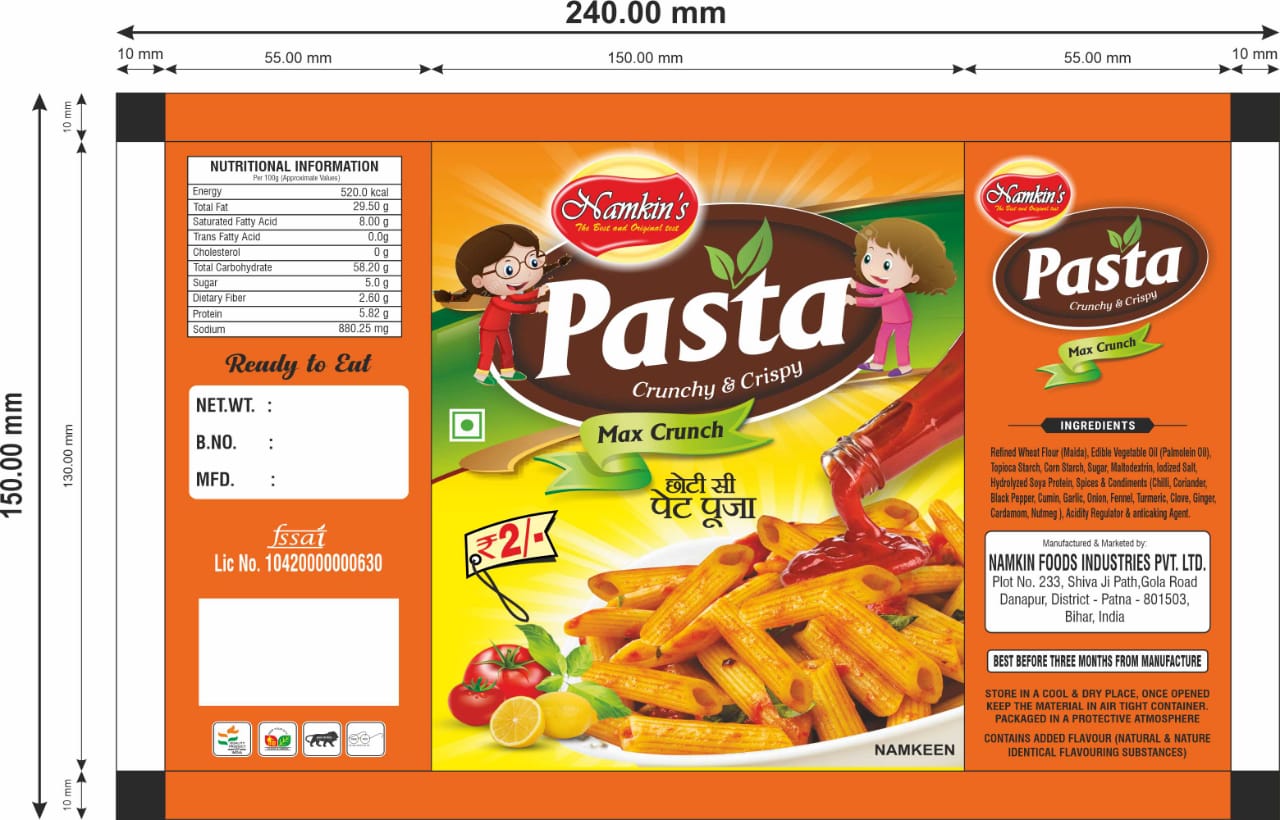 240.00 mm
10 mm
55.00 mm
150.00 mm
55.00 mm
10 mm
10 mm
150.00 mm
130.00 mm
10 mm
NUTRITIONAL INFORMATION
Per 100g (Approximate Values)
Energy 520.0 kcal
Total Fat 29.50 g
Saturated Fatty Acid 8.00 g
Trans Fatty Acid 0.0g
Cholesterol 0 g
Total Carbohydrate 58.20 g
Sugar 5.0 g
Dietary Fiber 2.60 g
Protein 5.82 g
Sodium 880.25 mg
Ready to Eat
NET.WT. :
B.NO. :
MFD. :
fssai
Lic No. 10420000000630
Namkin's
The Best and Original test
Pasta
Crunchy & Crispy
Max Crunch
छोटी सी
पेट पूजा
₹2/-
NAMKEEN
Namkin's
The Best and Original test
Pasta
Crunchy & Crispy
Max Crunch
INGREDIENTS
Refined Wheat Flour (Maida), Edible Vegetable Oil (Palmolein Oil),
Topioca Starch, Corn Starch, Sugar, Maltodextrin, Iodized Salt,
Hydrolyzed Soya Protein, Spices & Condiments (Chilli, Coriander,
Black Pepper, Cumin, Garlic, Onion, Fennel, Turmeric, Clove, Ginger,
Cardamom, Nutmeg ), Acidity Regulator & anticaking Agent.
Manufactured & Marketed by:
NAMKIN FOODS INDUSTRIES PVT. LTD.
Plot No. 233, Shiva Ji Path,Gola Road
Danapur, District - Patna - 801503,
Bihar, India
BEST BEFORE THREE MONTHS FROM MANUFACTURE
STORE IN A COOL & DRY PLACE, ONCE OPENED
KEEP THE MATERIAL IN AIR TIGHT CONTAINER.
PACKAGED IN A PROTECTIVE ATMOSPHERE
CONTAINS ADDED FLAVOUR (NATURAL & NATURE
IDENTICAL FLAVOURING SUBSTANCES)